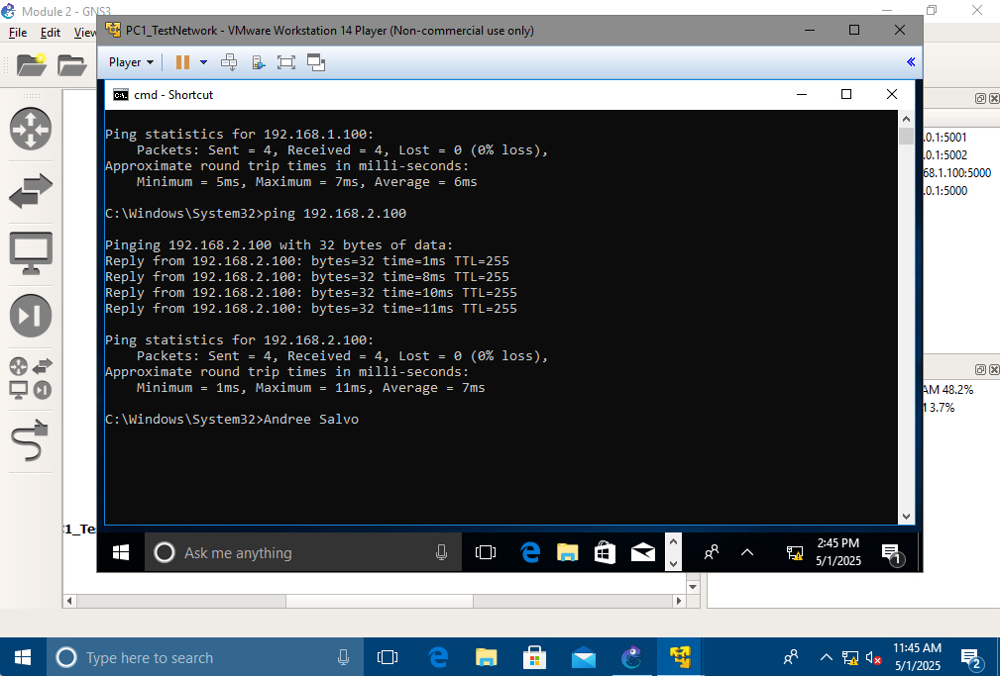 Module 2 - GNS3
File Edit View
PC1_TestNetwork - VMware Workstation 14 Player (Non-commercial use only)
Player
cmd - Shortcut
Ping statistics for 192.168.1.100:
    Packets: Sent = 4, Received = 4, Lost = 0 (0% loss),
Approximate round trip times in milli-seconds:
    Minimum = 5ms, Maximum = 7ms, Average = 6ms
C:\Windows\System32>ping 192.168.2.100
Pinging 192.168.2.100 with 32 bytes of data:
Reply from 192.168.2.100: bytes=32 time=1ms TTL=255
Reply from 192.168.2.100: bytes=32 time=8ms TTL=255
Reply from 192.168.2.100: bytes=32 time=10ms TTL=255
Reply from 192.168.2.100: bytes=32 time=11ms TTL=255
Ping statistics for 192.168.2.100:
    Packets: Sent = 4, Received = 4, Lost = 0 (0% loss),
Approximate round trip times in milli-seconds:
    Minimum = 1ms, Maximum = 11ms, Average = 7ms
C:\Windows\System32>Andree Salvo
.0.1:5001
.0.1:5002
68.1.100:5000
.0.1:5000
AM 48.2%
3.7%
:1_Te
Ask me anything
2:45 PM
5/1/2025
1
Type here to search
11:45 AM
5/1/2025
2